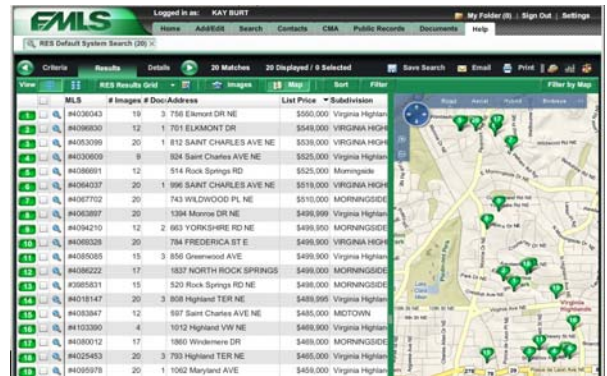 FMLS
Logged in as: KAY BURT
My Folder (0) | Sign Out | Settings
Home Add/Edit Search Contacts CMA Public Records Documents Help
RES Default System Search (20)
Criteria Results Details 20 Matches 20 Displayed / 0 Selected Save Search Email Print
View RES Results Grid Images Map Sort Filter Filter by Map
MLS # Images # Docs Address List Price Subdivision
1 #4036043 19 3 756 Elkmont DR NE $560,000 Virginia Highlan
2 #4096830 12 1 701 ELKMONT DR $549,000 VIRGINIA HIGH
3 #4053099 20 1 812 SAINT CHARLES AVE NE $539,000 VIRGINIA HIGH
4 #4030609 9 924 Saint Charles AVE NE $525,000 Virginia Highlan
5 #4086691 12 514 Rock Springs RD $525,000 Morningside
6 #4064037 20 1 996 SAINT CHARLES AVE NE $519,000 VIRGINIA HIGH
7 #4067702 20 743 WILDWOOD PL NE $510,000 MORNINGSIDE
8 #4063897 20 1394 Monroe DR NE $499,999 Virginia Highlan
9 #4094210 12 2 663 YORKSHIRE RD NE $499,950 MORNINGSIDE
10 #4069328 20 784 FREDERICA ST E $499,900 VIRGINIA HIGH
11 #4085085 15 3 856 Greenwood AVE $499,900 Virginia Highlan
12 #4086222 17 1837 NORTH ROCK SPRINGS $499,000 MORNINGSIDE
13 #3985831 15 520 Rock Springs RD NE $498,000 MORNINGSIDE
14 #4018147 20 3 808 Highland TER NE $489,995 Virginia Highlan
15 #4083847 12 597 Saint Charles AVE NE $485,000 MIDTOWN
16 #4103390 4 1012 Highland VW NE $469,900 Virginia Highlan
17 #4080012 17 1860 Windemere DR $469,000 MORNINGSIDE
18 #4025453 20 3 793 Highland TER NE $465,000 Virginia Highlan
19 #4095978 20 1 1062 Maryland AVE $459,000 Virginia Highlan
Road Aerial Hybrid
Piedmont Park
Virginia Highlands